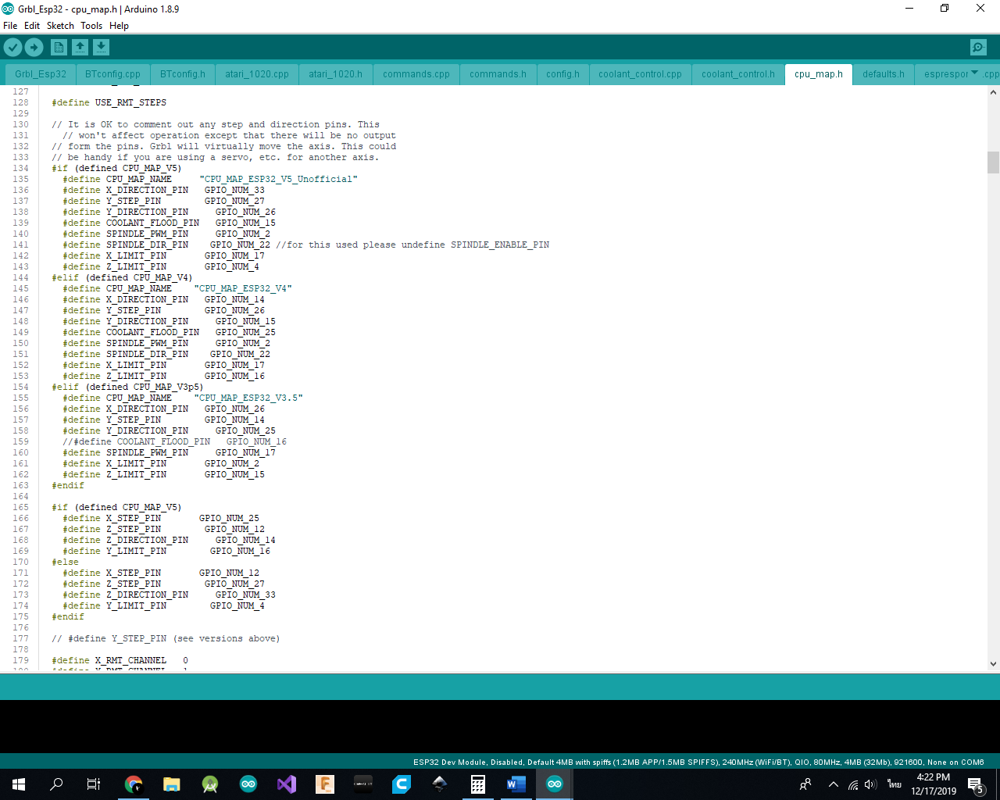 Grbl_Esp32 - cpu_map.h | Arduino 1.8.9
File Edit Sketch Tools Help
Grbl_Esp32 BTconfig.cpp BTconfig.h atari_1020.cpp atari_1020.h commands.cpp commands.h config.h coolant_control.cpp coolant_control.h cpu_map.h defaults.h esprespor .cpp
127
128 #define USE_RMT_STEPS
129
130 // It is OK to comment out any step and direction pins. This
131 // won't affect operation except that there will be no output
132 // form the pins. Grbl will virtually move the axis. This could
133 // be handy if you are using a servo, etc. for another axis.
134 #if (defined CPU_MAP_V5)
135 #define CPU_MAP_NAME "CPU_MAP_ESP32_V5_Unofficial"
136 #define X_DIRECTION_PIN GPIO_NUM_33
137 #define Y_STEP_PIN GPIO_NUM_27
138 #define Y_DIRECTION_PIN GPIO_NUM_26
139 #define COOLANT_FLOOD_PIN GPIO_NUM_15
140 #define SPINDLE_PWM_PIN GPIO_NUM_2
141 #define SPINDLE_DIR_PIN GPIO_NUM_22 //for this used please undefine SPINDLE_ENABLE_PIN
142 #define X_LIMIT_PIN GPIO_NUM_17
143 #define Z_LIMIT_PIN GPIO_NUM_4
144 #elif (defined CPU_MAP_V4)
145 #define CPU_MAP_NAME "CPU_MAP_ESP32_V4"
146 #define X_DIRECTION_PIN GPIO_NUM_14
147 #define Y_STEP_PIN GPIO_NUM_26
148 #define Y_DIRECTION_PIN GPIO_NUM_15
149 #define COOLANT_FLOOD_PIN GPIO_NUM_25
150 #define SPINDLE_PWM_PIN GPIO_NUM_2
151 #define SPINDLE_DIR_PIN GPIO_NUM_22
152 #define X_LIMIT_PIN GPIO_NUM_17
153 #define Z_LIMIT_PIN GPIO_NUM_16
154 #elif (defined CPU_MAP_V3p5)
155 #define CPU_MAP_NAME "CPU_MAP_ESP32_V3.5"
156 #define X_DIRECTION_PIN GPIO_NUM_26
157 #define Y_STEP_PIN GPIO_NUM_14
158 #define Y_DIRECTION_PIN GPIO_NUM_25
159 //#define COOLANT_FLOOD_PIN GPIO_NUM_16
160 #define SPINDLE_PWM_PIN GPIO_NUM_17
161 #define X_LIMIT_PIN GPIO_NUM_2
162 #define Z_LIMIT_PIN GPIO_NUM_15
163 #endif
164
165 #if (defined CPU_MAP_V5)
166 #define X_STEP_PIN GPIO_NUM_25
167 #define Z_STEP_PIN GPIO_NUM_12
168 #define Z_DIRECTION_PIN GPIO_NUM_14
169 #define Y_LIMIT_PIN GPIO_NUM_16
170 #else
171 #define X_STEP_PIN GPIO_NUM_12
172 #define Z_STEP_PIN GPIO_NUM_27
173 #define Z_DIRECTION_PIN GPIO_NUM_33
174 #define Y_LIMIT_PIN GPIO_NUM_4
175 #endif
176
177 // #define Y_STEP_PIN (see versions above)
178
179 #define X_RMT_CHANNEL 0
ESP32 Dev Module, Disabled, Default 4MB with spiffs (1.2MB APP/1.5MB SPIFFS), 240MHz (WiFi/BT), QIO, 80MHz, 4MB (32Mb), 921600, None on COM6
ไทย
4:22 PM
12/17/2019
5